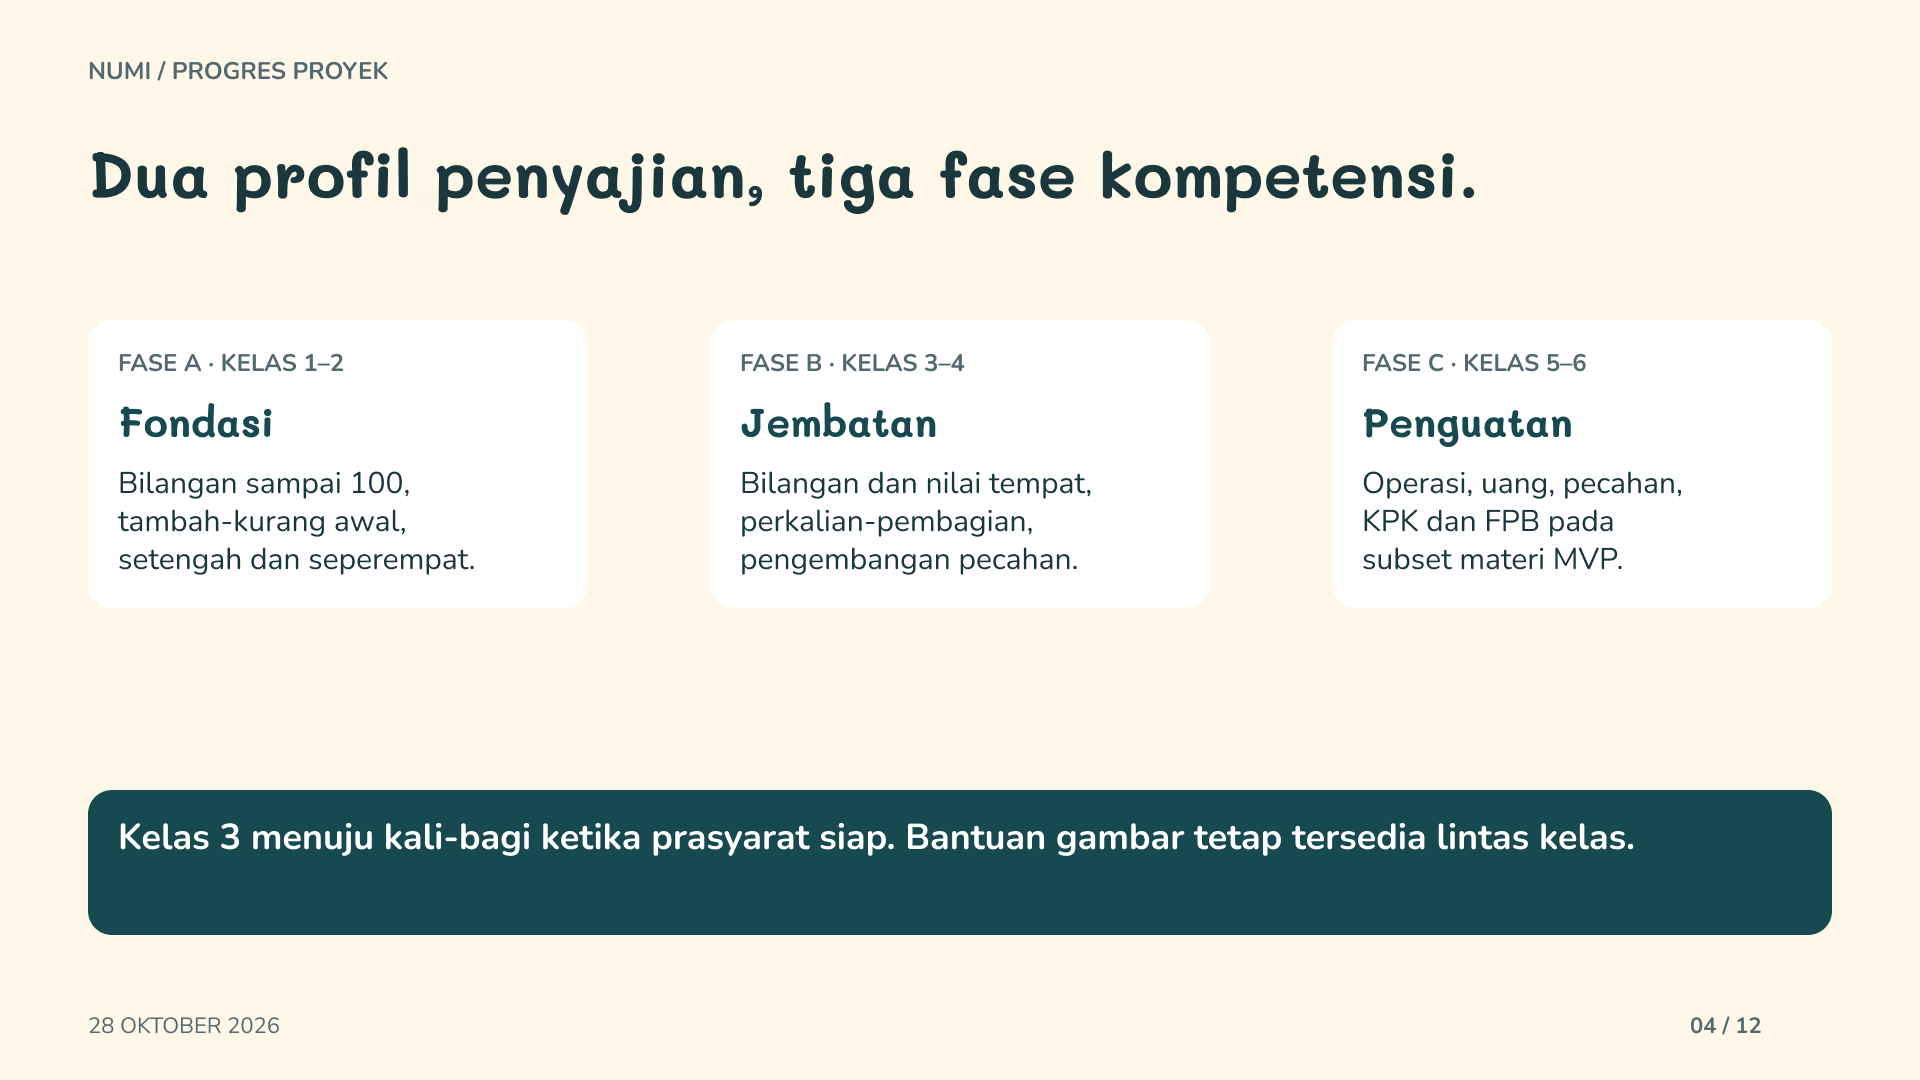 NUMI / PROGRES PROYEK
Dua profil penyajian, tiga fase kompetensi.
FASE A · KELAS 1–2
Fondasi
Bilangan sampai 100,
tambah-kurang awal,
setengah dan seperempat.
FASE B · KELAS 3–4
Jembatan
Bilangan dan nilai tempat,
perkalian-pembagian,
pengembangan pecahan.
FASE C · KELAS 5–6
Penguatan
Operasi, uang, pecahan,
KPK dan FPB pada
subset materi MVP.
Kelas 3 menuju kali-bagi ketika prasyarat siap. Bantuan gambar tetap tersedia lintas kelas.
28 OKTOBER 2026
04 / 12